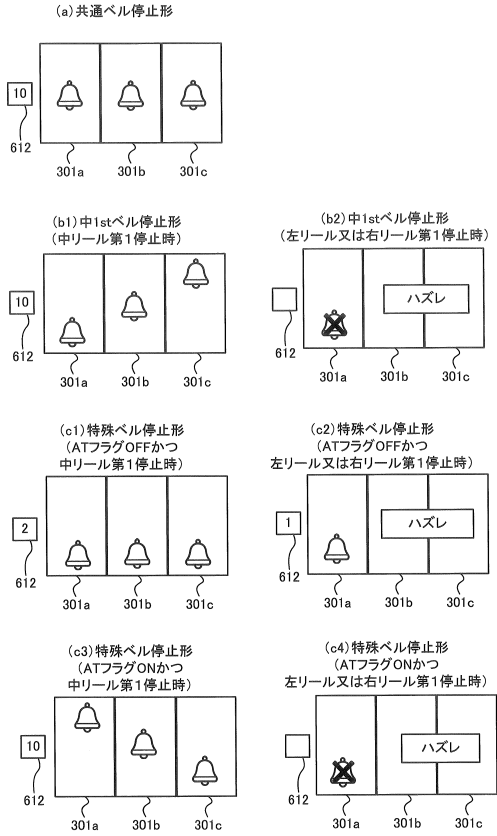 (a)共通ベル停止形
10
612
301a 301b 301c
(b1)中1stベル停止形
(中リール第1停止時)
10
612
301a 301b 301c
(b2)中1stベル停止形
(左リール又は右リール第1停止時)
ハズレ
612
301a 301b 301c
(c1)特殊ベル停止形
(ATフラグOFFかつ
中リール第1停止時)
2
612
301a 301b 301c
(c2)特殊ベル停止形
(ATフラグOFFかつ
左リール又は右リール第1停止時)
ハズレ
1
612
301a 301b 301c
(c3)特殊ベル停止形
(ATフラグONかつ
中リール第1停止時)
10
612
301a 301b 301c
(c4)特殊ベル停止形
(ATフラグONかつ
左リール又は右リール第1停止時)
ハズレ
612
301a 301b 301c